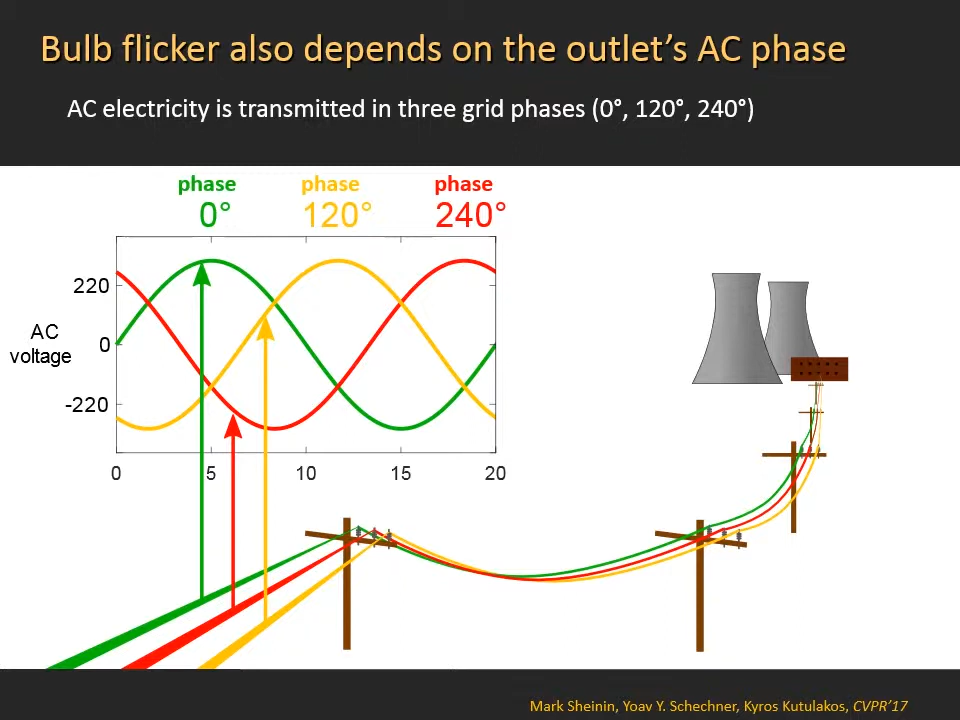 Bulb flicker also depends on the outlet's AC phase
AC electricity is transmitted in three grid phases (0°, 120°, 240°)
phase phase phase
0° 120° 240°
220
AC
voltage
0
-220
0 5 10 15 20
Mark Sheinin, Yoav Y. Schechner, Kyros Kutulakos, CVPR'17